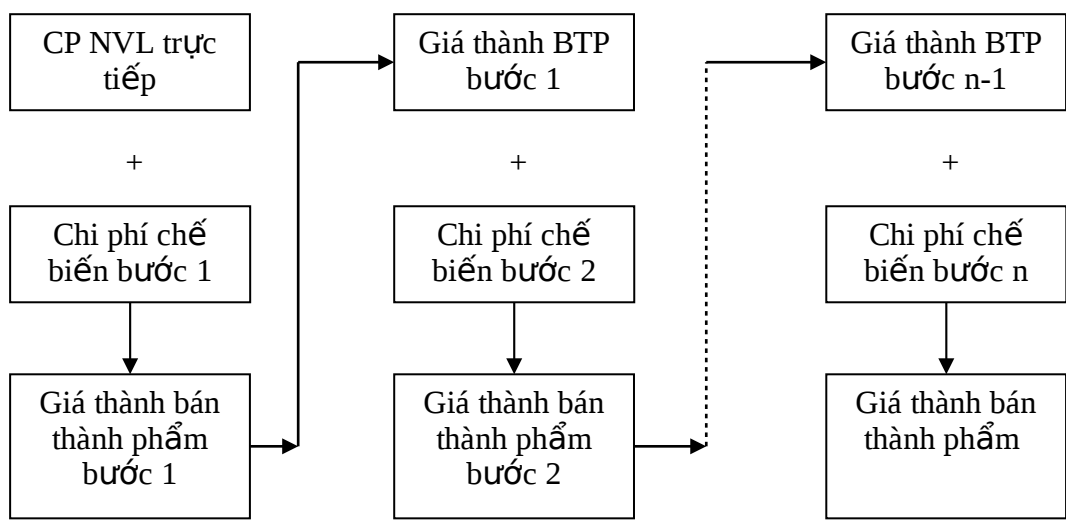 CP NVL trực
tiếp
+
Chi phí chế
biến bước 1
Giá thành bán
thành phẩm
bước 1
Giá thành BTP
bước 1
+
Chi phí chế
biến bước 2
Giá thành bán
thành phẩm
bước 2
Giá thành BTP
bước n-1
+
Chi phí chế
biến bước n
Giá thành bán
thành phẩm